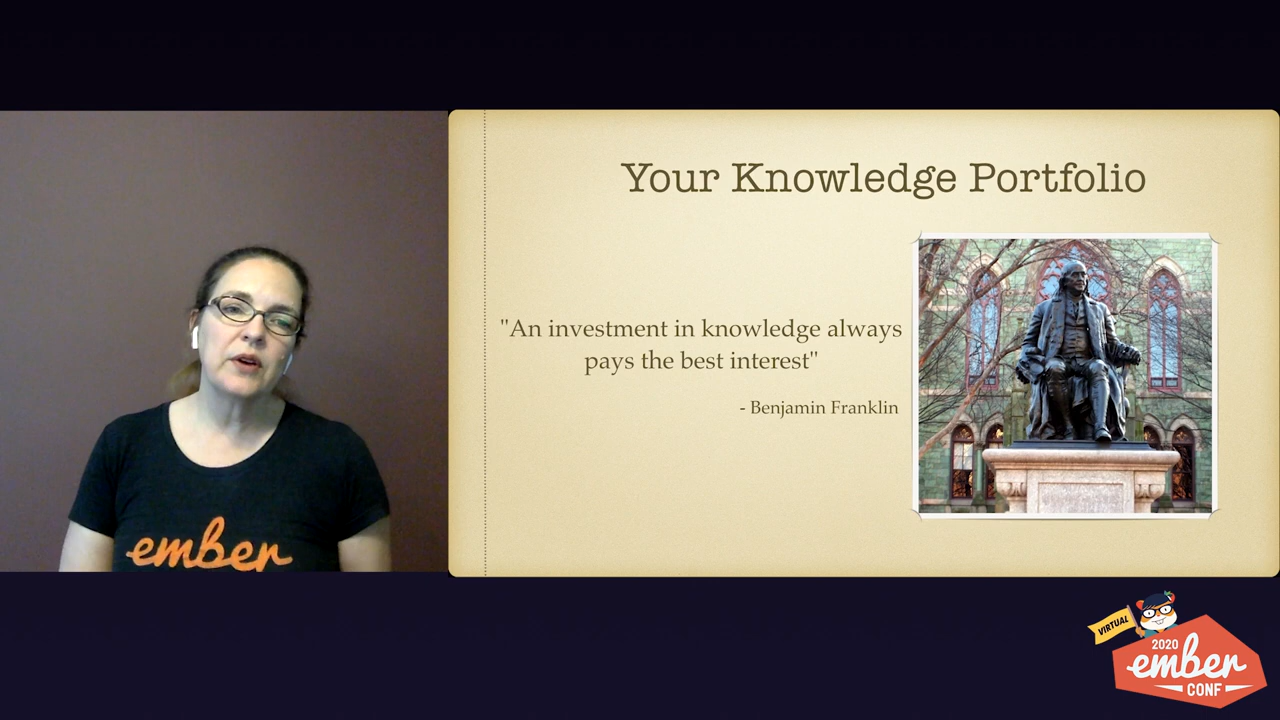 Your Knowledge Portfolio
"An investment in knowledge always
pays the best interest"
- Benjamin Franklin
ember
VIRTUAL
2020
ember
CONF